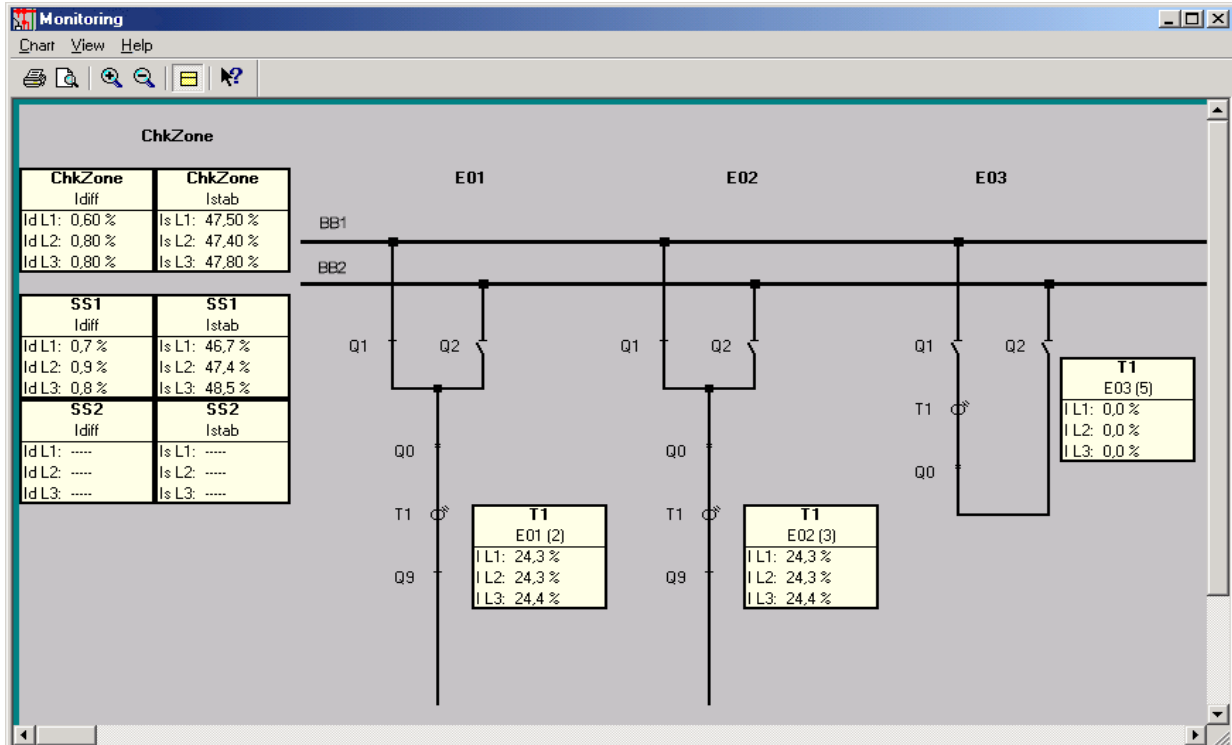 Monitoring
Chart View Help
ChkZone
ChkZone ChkZone
Idiff Istab
Id L1: 0,60 % Is L1: 47,50 %
Id L2: 0,80 % Is L2: 47,40 %
Id L3: 0,80 % Is L3: 47,80 %
SS1 SS1
Idiff Istab
Id L1: 0,7 % Is L1: 46,7 %
Id L2: 0,9 % Is L2: 47,4 %
Id L3: 0,8 % Is L3: 48,5 %
SS2 SS2
Idiff Istab
Id L1: ----- Is L1: -----
Id L2: ----- Is L2: -----
Id L3: ----- Is L3: -----
E01 E02 E03
BB1
BB2
Q1 Q2 Q1 Q2 Q1 Q2
T1
E03 (5)
I L1: 0,0 %
I L2: 0,0 %
I L3: 0,0 %
T1
Q0 Q0 Q0
T1 T1
T1
E01 (2)
I L1: 24,3 %
I L2: 24,3 %
I L3: 24,4 %
T1
E02 (3)
I L1: 24,3 %
I L2: 24,3 %
I L3: 24,4 %
Q9 Q9